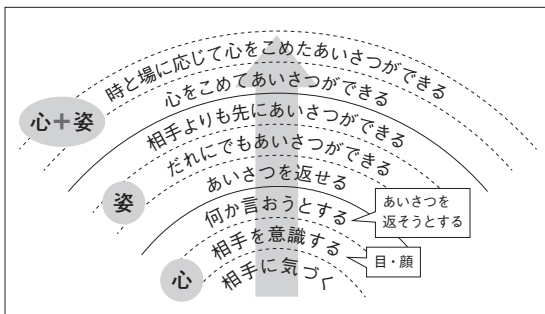 時と場に応じて心をこめたあいさつができる
心をこめてあいさつができる
心＋姿
相手よりも先にあいさつができる
だれにでもあいさつができる
姿
あいさつを返せる
何か言おうとする
あいさつを
返そうとする
相手を意識する
目・顔
心
相手に気づく